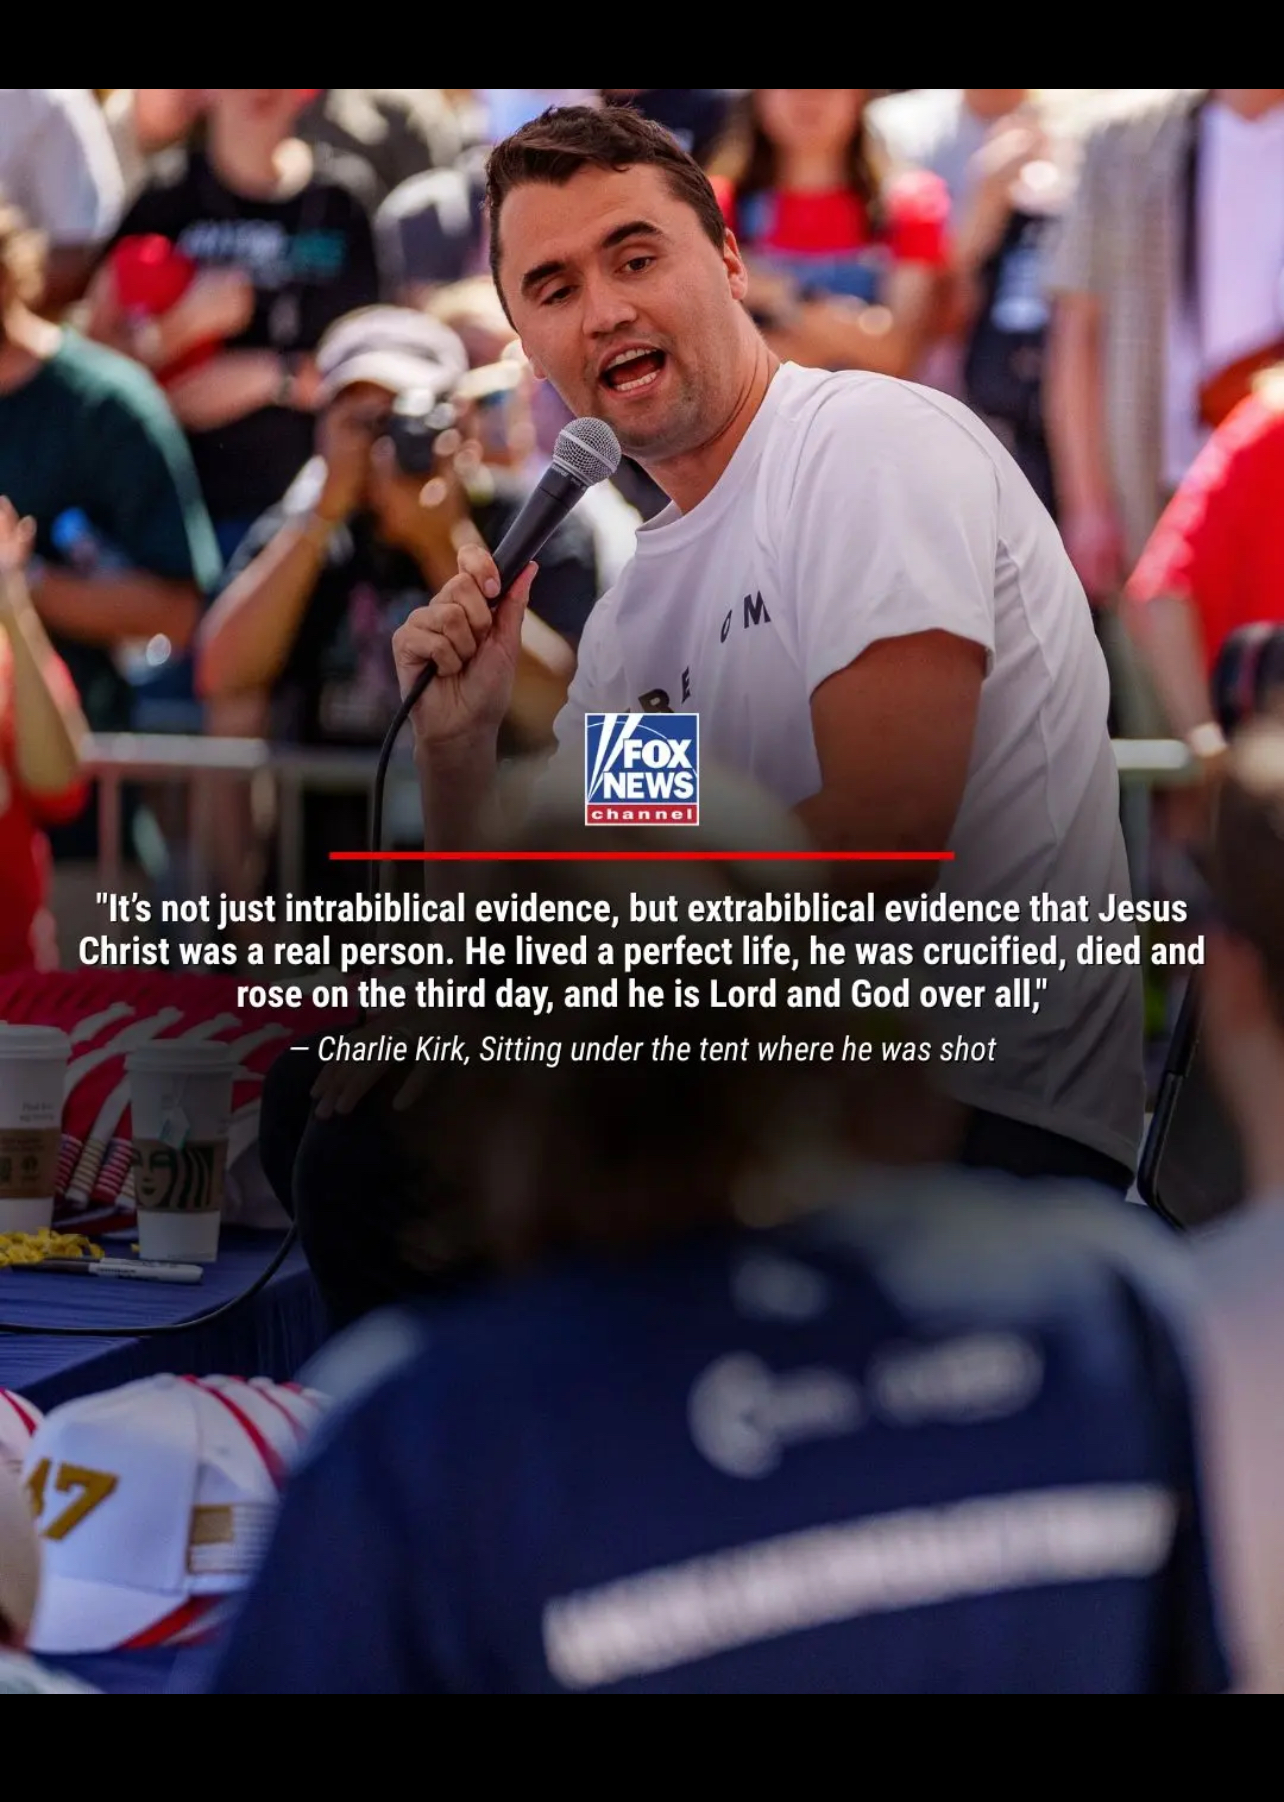 O M
RE
FOX
NEWS
channel
"It's not just intrabiblical evidence, but extrabiblical evidence that Jesus
Christ was a real person. He lived a perfect life, he was crucified, died and
rose on the third day, and he is Lord and God over all,"
– Charlie Kirk, Sitting under the tent where he was shot
47